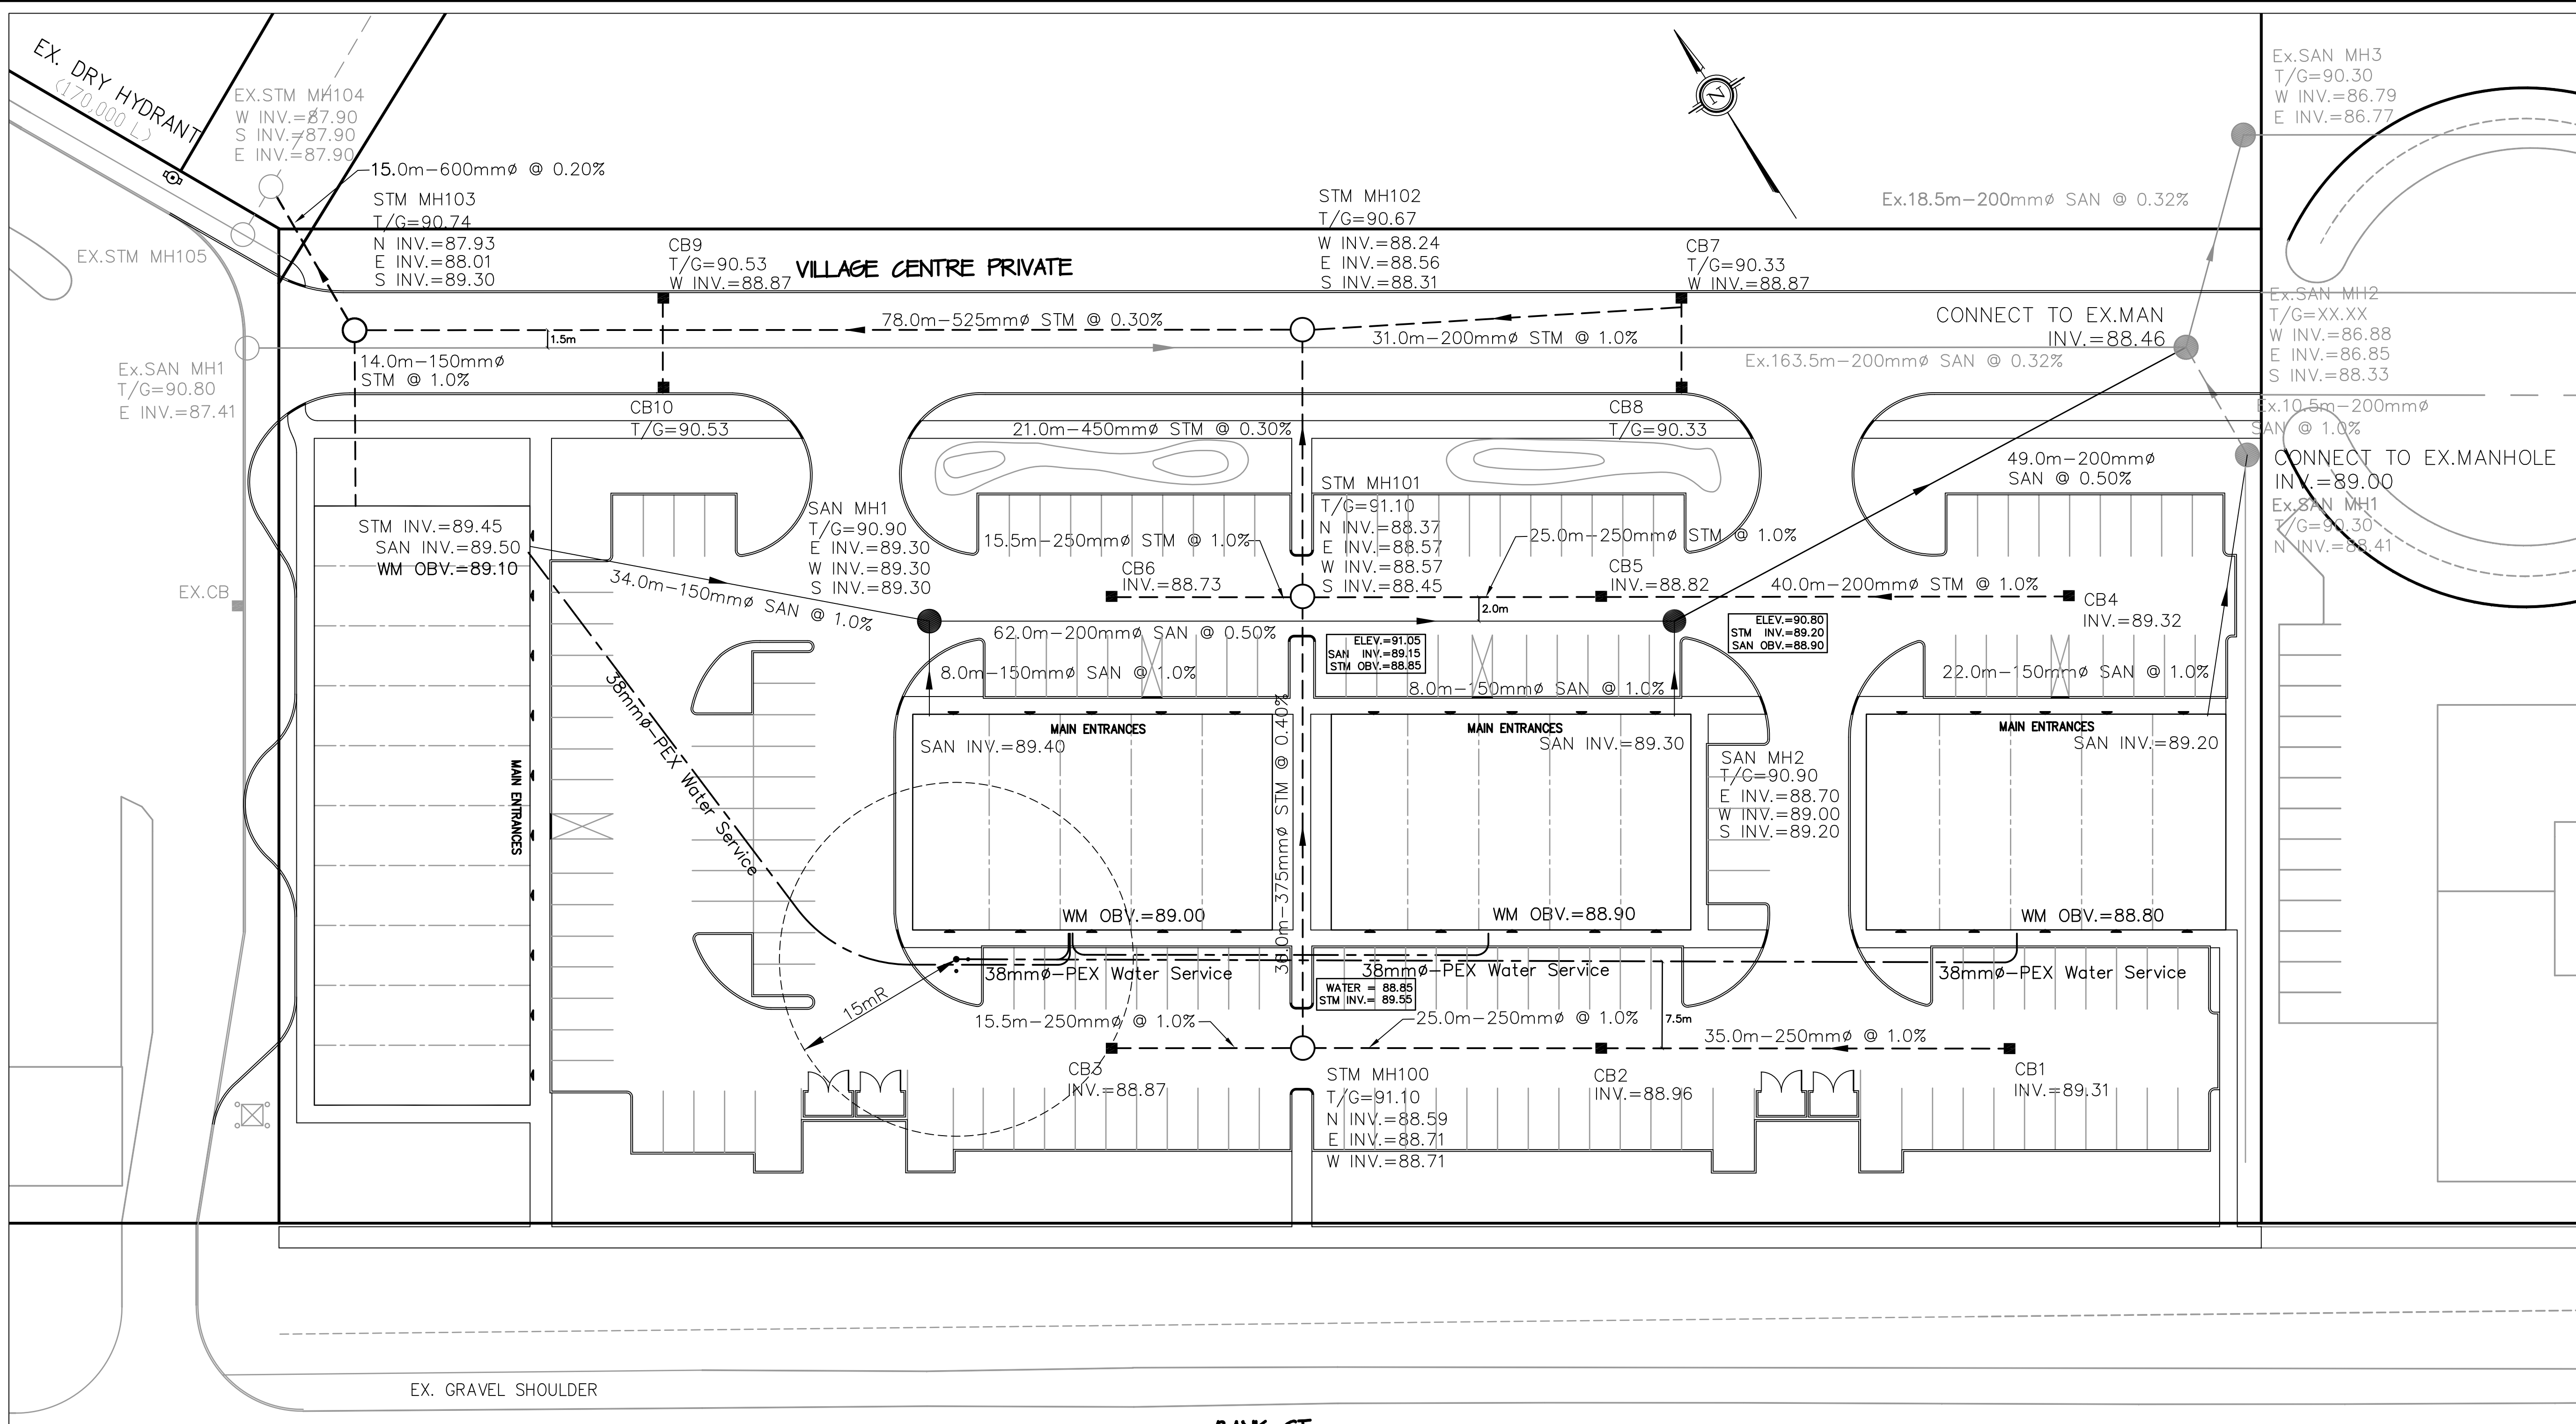 EX. DRY HYDRANT
(170,000 L)
EX.STM MH104
W INV.=87.90
S INV.=87.90
E INV.=87.90
15.0m-600mmø @ 0.20%
STM MH103
T/G=90.74
N INV.=87.93
E INV.=88.01
S INV.=89.30
EX.STM MH105
CB9
T/G=90.53
W INV.=88.87
VILLAGE CENTRE PRIVATE
STM MH102
T/G=90.67
W INV.=88.24
E INV.=88.56
S INV.=88.31
N
CB7
T/G=90.33
W INV.=88.87
Ex.18.5m-200mmø SAN @ 0.32%
Ex.SAN MH3
T/G=90.30
W INV.=86.79
E INV.=86.77
CONNECT TO EX.MAN
INV.=88.46
Ex.SAN MH2
T/G=XX.XX
W INV.=86.88
E INV.=86.85
S INV.=88.33
78.0m-525mmø STM @ 0.30%
1.5m
31.0m-200mmø STM @ 1.0%
Ex.163.5m-200mmø SAN @ 0.32%
Ex.SAN MH1
T/G=90.80
E INV.=87.41
14.0m-150mmø
STM @ 1.0%
CB10
T/G=90.53
21.0m-450mmø STM @ 0.30%
CB8
T/G=90.33
Ex.10.5m-200mmø
SAN @ 1.0%
CONNECT TO EX.MANHOLE
INV.=89.00
Ex.SAN MH1
T/G=90.30
N INV.=88.41
49.0m-200mmø
SAN @ 0.50%
STM INV.=89.45
SAN INV.=89.50
WM OBV.=89.10
SAN MH1
T/G=90.90
E INV.=89.30
W INV.=89.30
S INV.=89.30
15.5m-250mmø STM @ 1.0%
STM MH101
T/G=91.10
N INV.=88.37
E INV.=88.57
W INV.=88.57
S INV.=88.45
25.0m-250mmø STM @ 1.0%
CB6
INV.=88.73
CB5
INV.=88.82
40.0m-200mmø STM @ 1.0%
CB4
INV.=89.32
EX.CB
34.0m-150mmø SAN @ 1.0%
2.0m
62.0m-200mmø SAN @ 0.50%
ELEV.=91.05
SAN INV.=89.15
STM OBV.=88.85
ELEV.=90.80
STM INV.=89.20
SAN OBV.=88.90
8.0m-150mmø SAN @ 1.0%
8.0m-150mmø SAN @ 1.0%
22.0m-150mmø SAN @ 1.0%
38mmø-PEX Water Service
MAIN ENTRANCES
SAN INV.=89.40
MAIN ENTRANCES
SAN INV.=89.30
MAIN ENTRANCES
SAN INV.=89.20
MAIN ENTRANCES
36.0m-375mmø STM @ 0.40%
SAN MH2
T/G=90.90
E INV.=88.70
W INV.=89.00
S INV.=89.20
WM OBV.=89.00
WM OBV.=88.90
WM OBV.=88.80
38mmø-PEX Water Service
38mmø-PEX Water Service
38mmø-PEX Water Service
15mR
WATER = 88.85
STM INV.= 89.55
15.5m-250mmø @ 1.0%
25.0m-250mmø @ 1.0%
7.5m
35.0m-250mmø @ 1.0%
CB3
INV.=88.87
STM MH100
T/G=91.10
N INV.=88.59
E INV.=88.71
W INV.=88.71
CB2
INV.=88.96
CB1
INV.=89.31
EX. GRAVEL SHOULDER